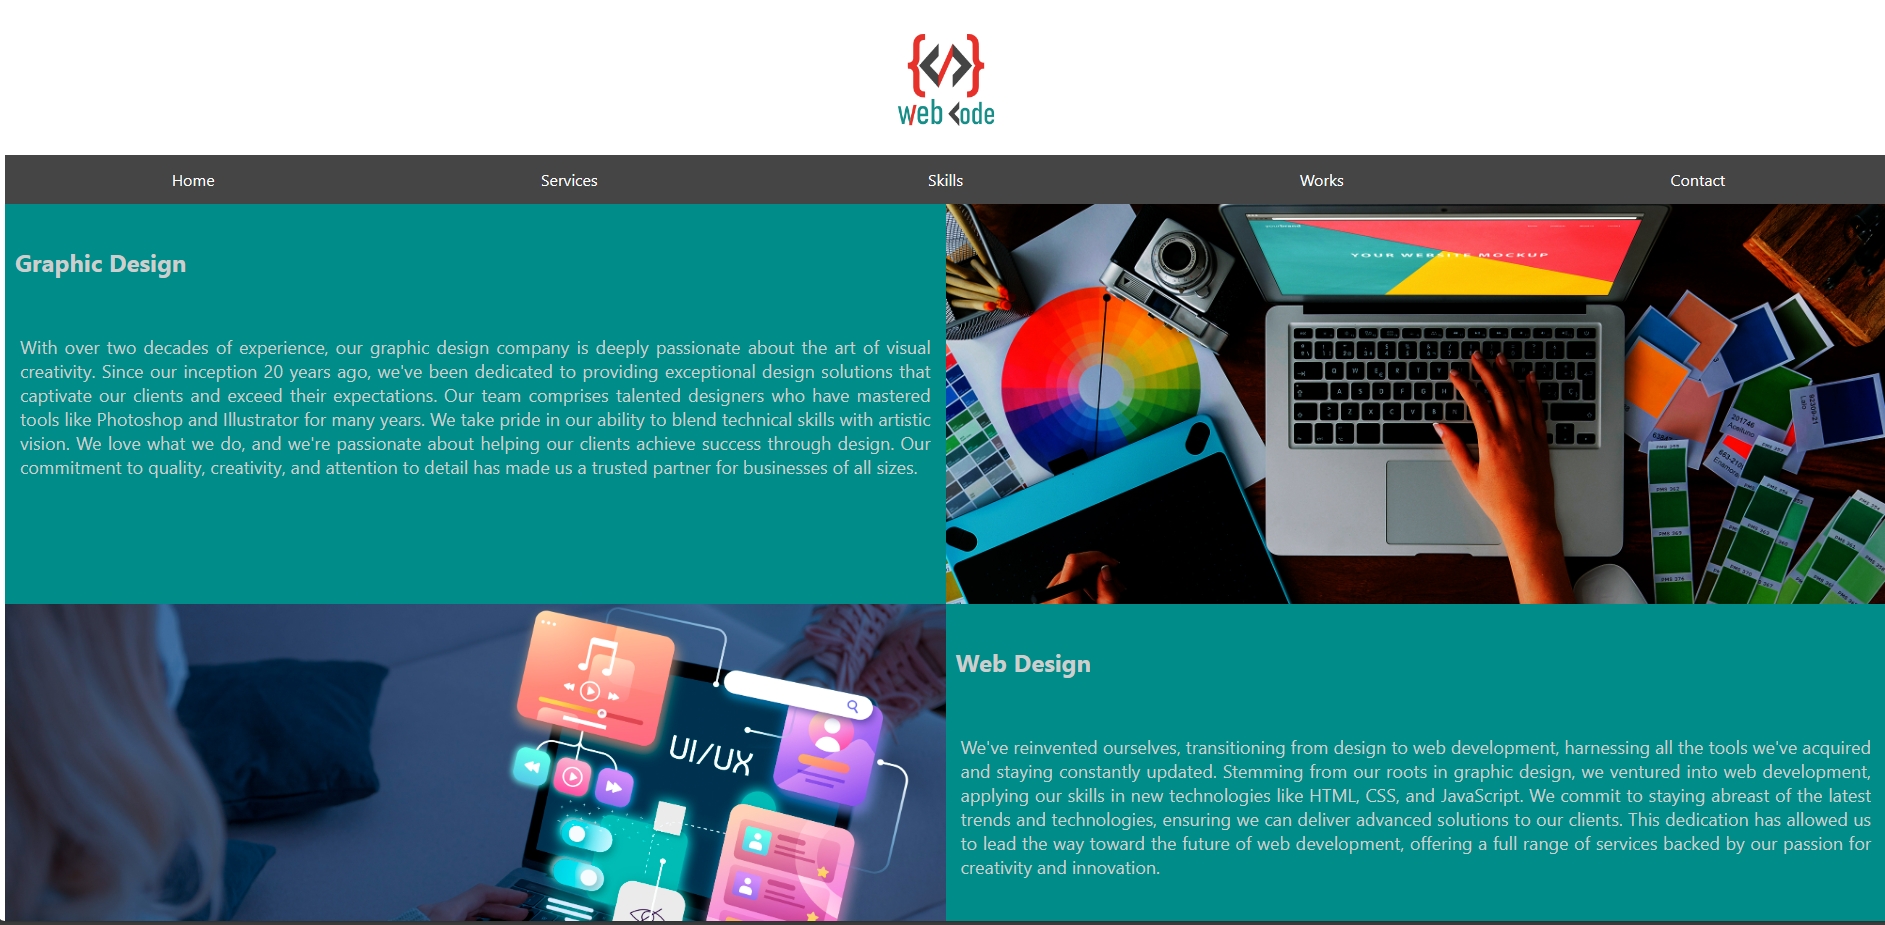 web code
Home Services Skills Works Contact
Graphic Design
With over two decades of experience, our graphic design company is deeply passionate about the art of visual
creativity. Since our inception 20 years ago, we've been dedicated to providing exceptional design solutions that
captivate our clients and exceed their expectations. Our team comprises talented designers who have mastered
tools like Photoshop and Illustrator for many years. We take pride in our ability to blend technical skills with artistic
vision. We love what we do, and we're passionate about helping our clients achieve success through design. Our
commitment to quality, creativity, and attention to detail has made us a trusted partner for businesses of all sizes.
YOUR WEBSITE MOCKUP
UI/UX
Web Design
We've reinvented ourselves, transitioning from design to web development, harnessing all the tools we've acquired
and staying constantly updated. Stemming from our roots in graphic design, we ventured into web development,
applying our skills in new technologies like HTML, CSS, and JavaScript. We commit to staying abreast of the latest
trends and technologies, ensuring we can deliver advanced solutions to our clients. This dedication has allowed us
to lead the way toward the future of web development, offering a full range of services backed by our passion for
creativity and innovation.